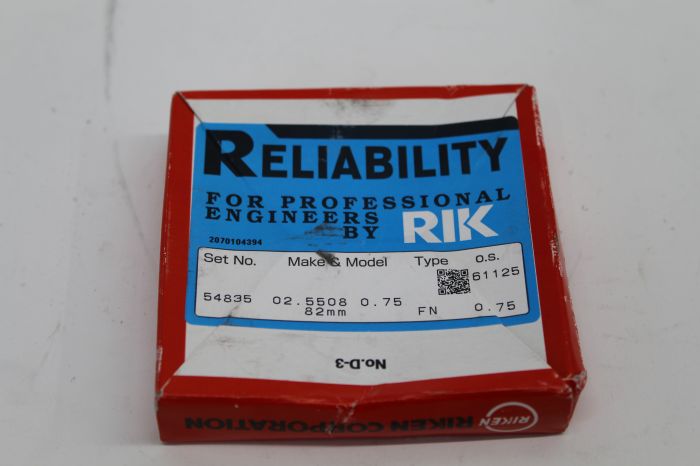 RELIABILITY
FOR PROFESSIONAL
ENGINEERS
BY RIK
2070104394
Set No. Make & Model Type o.s.
61125
54835 02.5508 0.75
82mm FN 0.75
No.D-3
RIKEN CORPORATION RIKEN